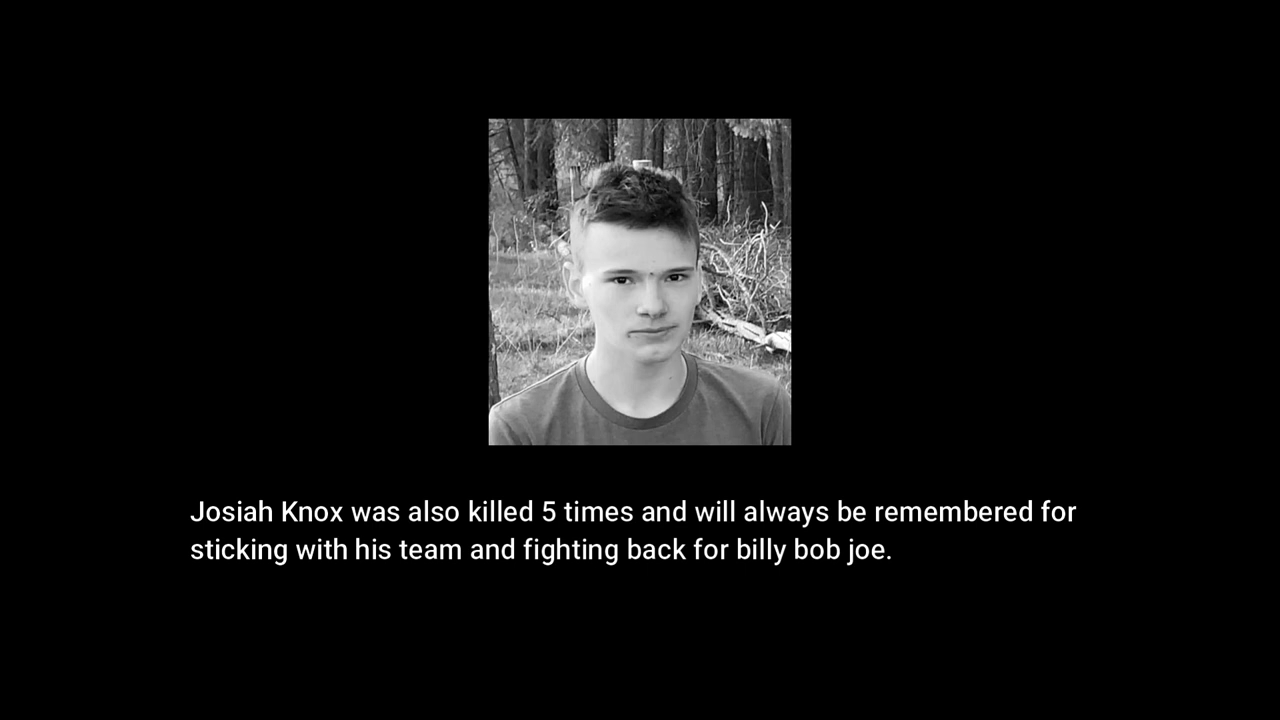 Josiah Knox was also killed 5 times and will always be remembered for
sticking with his team and fighting back for billy bob joe.